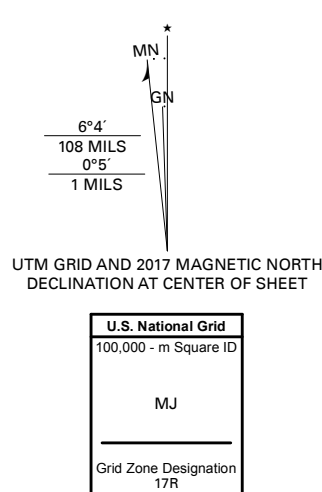 ★
MN
GN
6°4´
108 MILS
0°5´
1 MILS
UTM GRID AND 2017 MAGNETIC NORTH
DECLINATION AT CENTER OF SHEET
U.S. National Grid
100,000 - m Square ID
MJ
Grid Zone Designation
17R